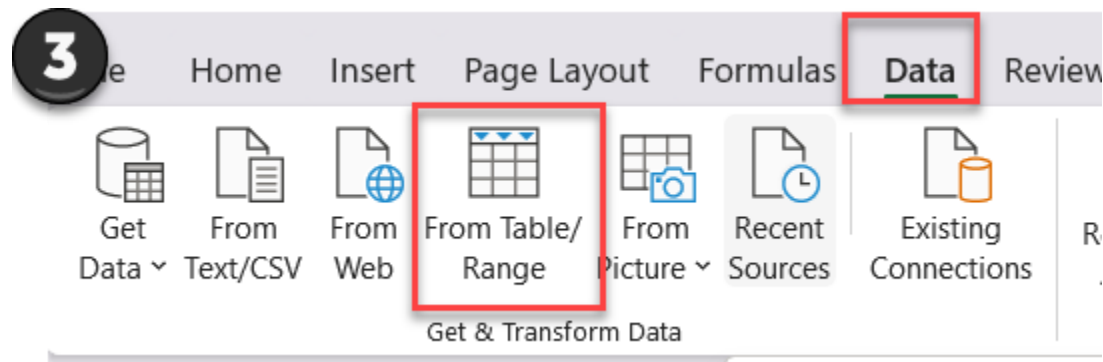 3
Home Insert Page Layout Formulas Data Review
Get Data
From Text/CSV
From Web
From Table/ Range
From Picture
Recent Sources
Existing Connections
Get & Transform Data